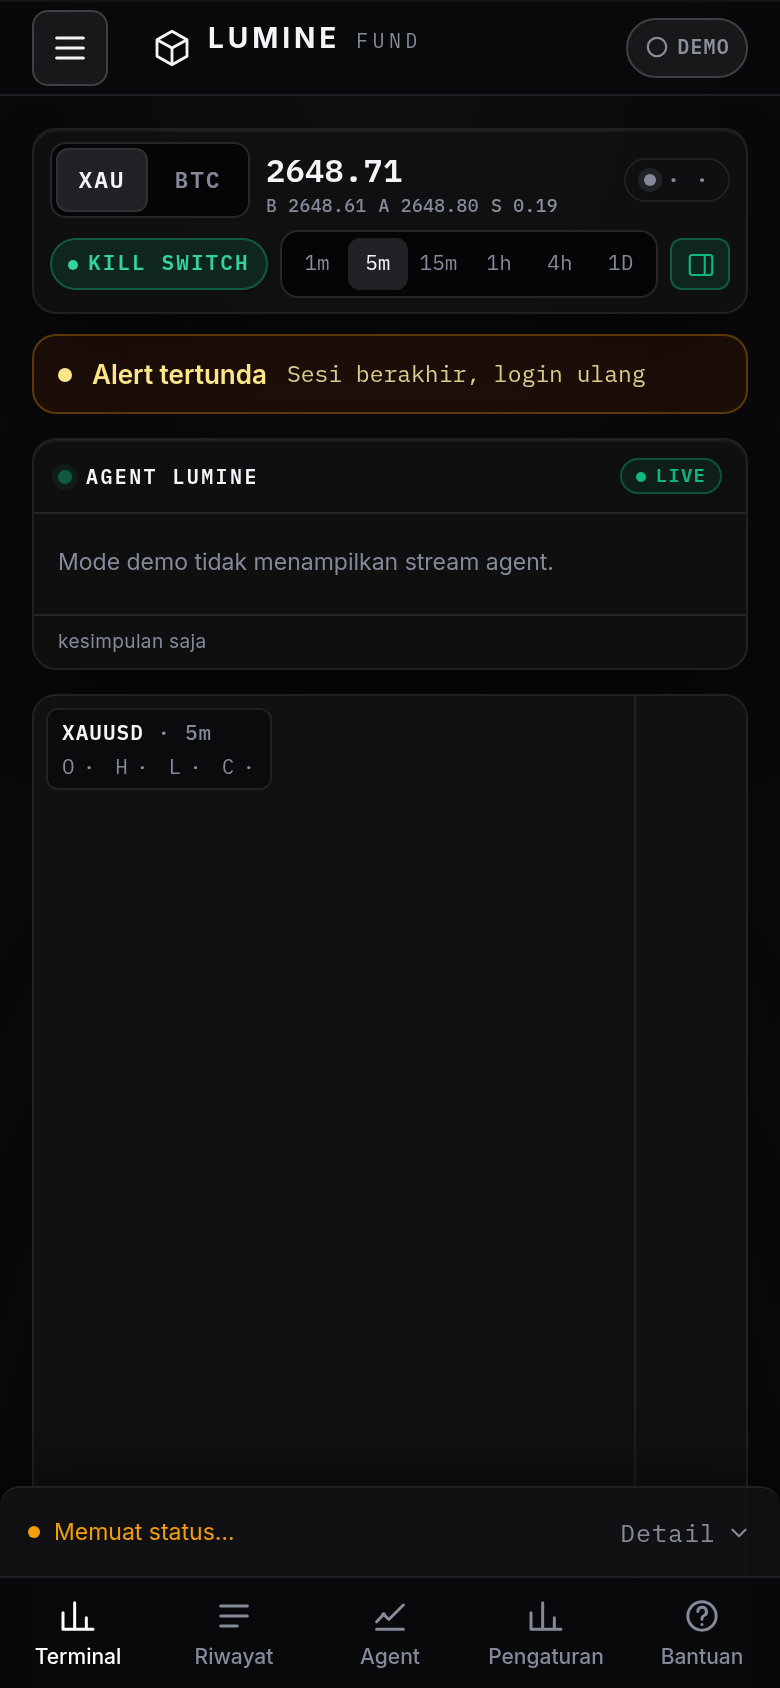 LUMINE FUND
DEMO
XAU BTC
2648.71
B 2648.61 A 2648.80 S 0.19
· ·
KILL SWITCH
1m 5m 15m 1h 4h 1D
Alert tertunda Sesi berakhir, login ulang
AGENT LUMINE
LIVE
Mode demo tidak menampilkan stream agent.
kesimpulan saja
XAUUSD · 5m
O · H · L · C ·
Memuat status...
Detail
Terminal Riwayat Agent Pengaturan Bantuan